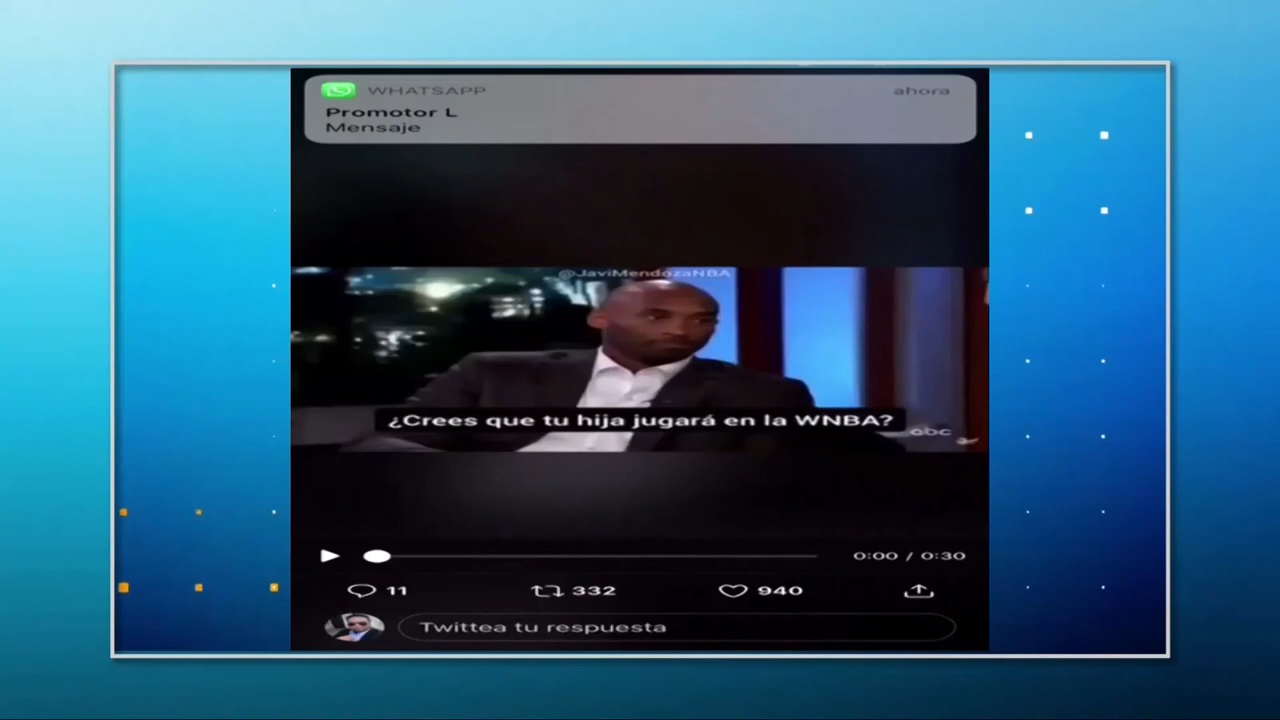 WHATSAPP
ahora
Promotor L
Mensaje
@JaviMendozaNBA
¿Crees que tu hija jugará en la WNBA?
abc
0:00 / 0:30
11
332
940
Twittea tu respuesta